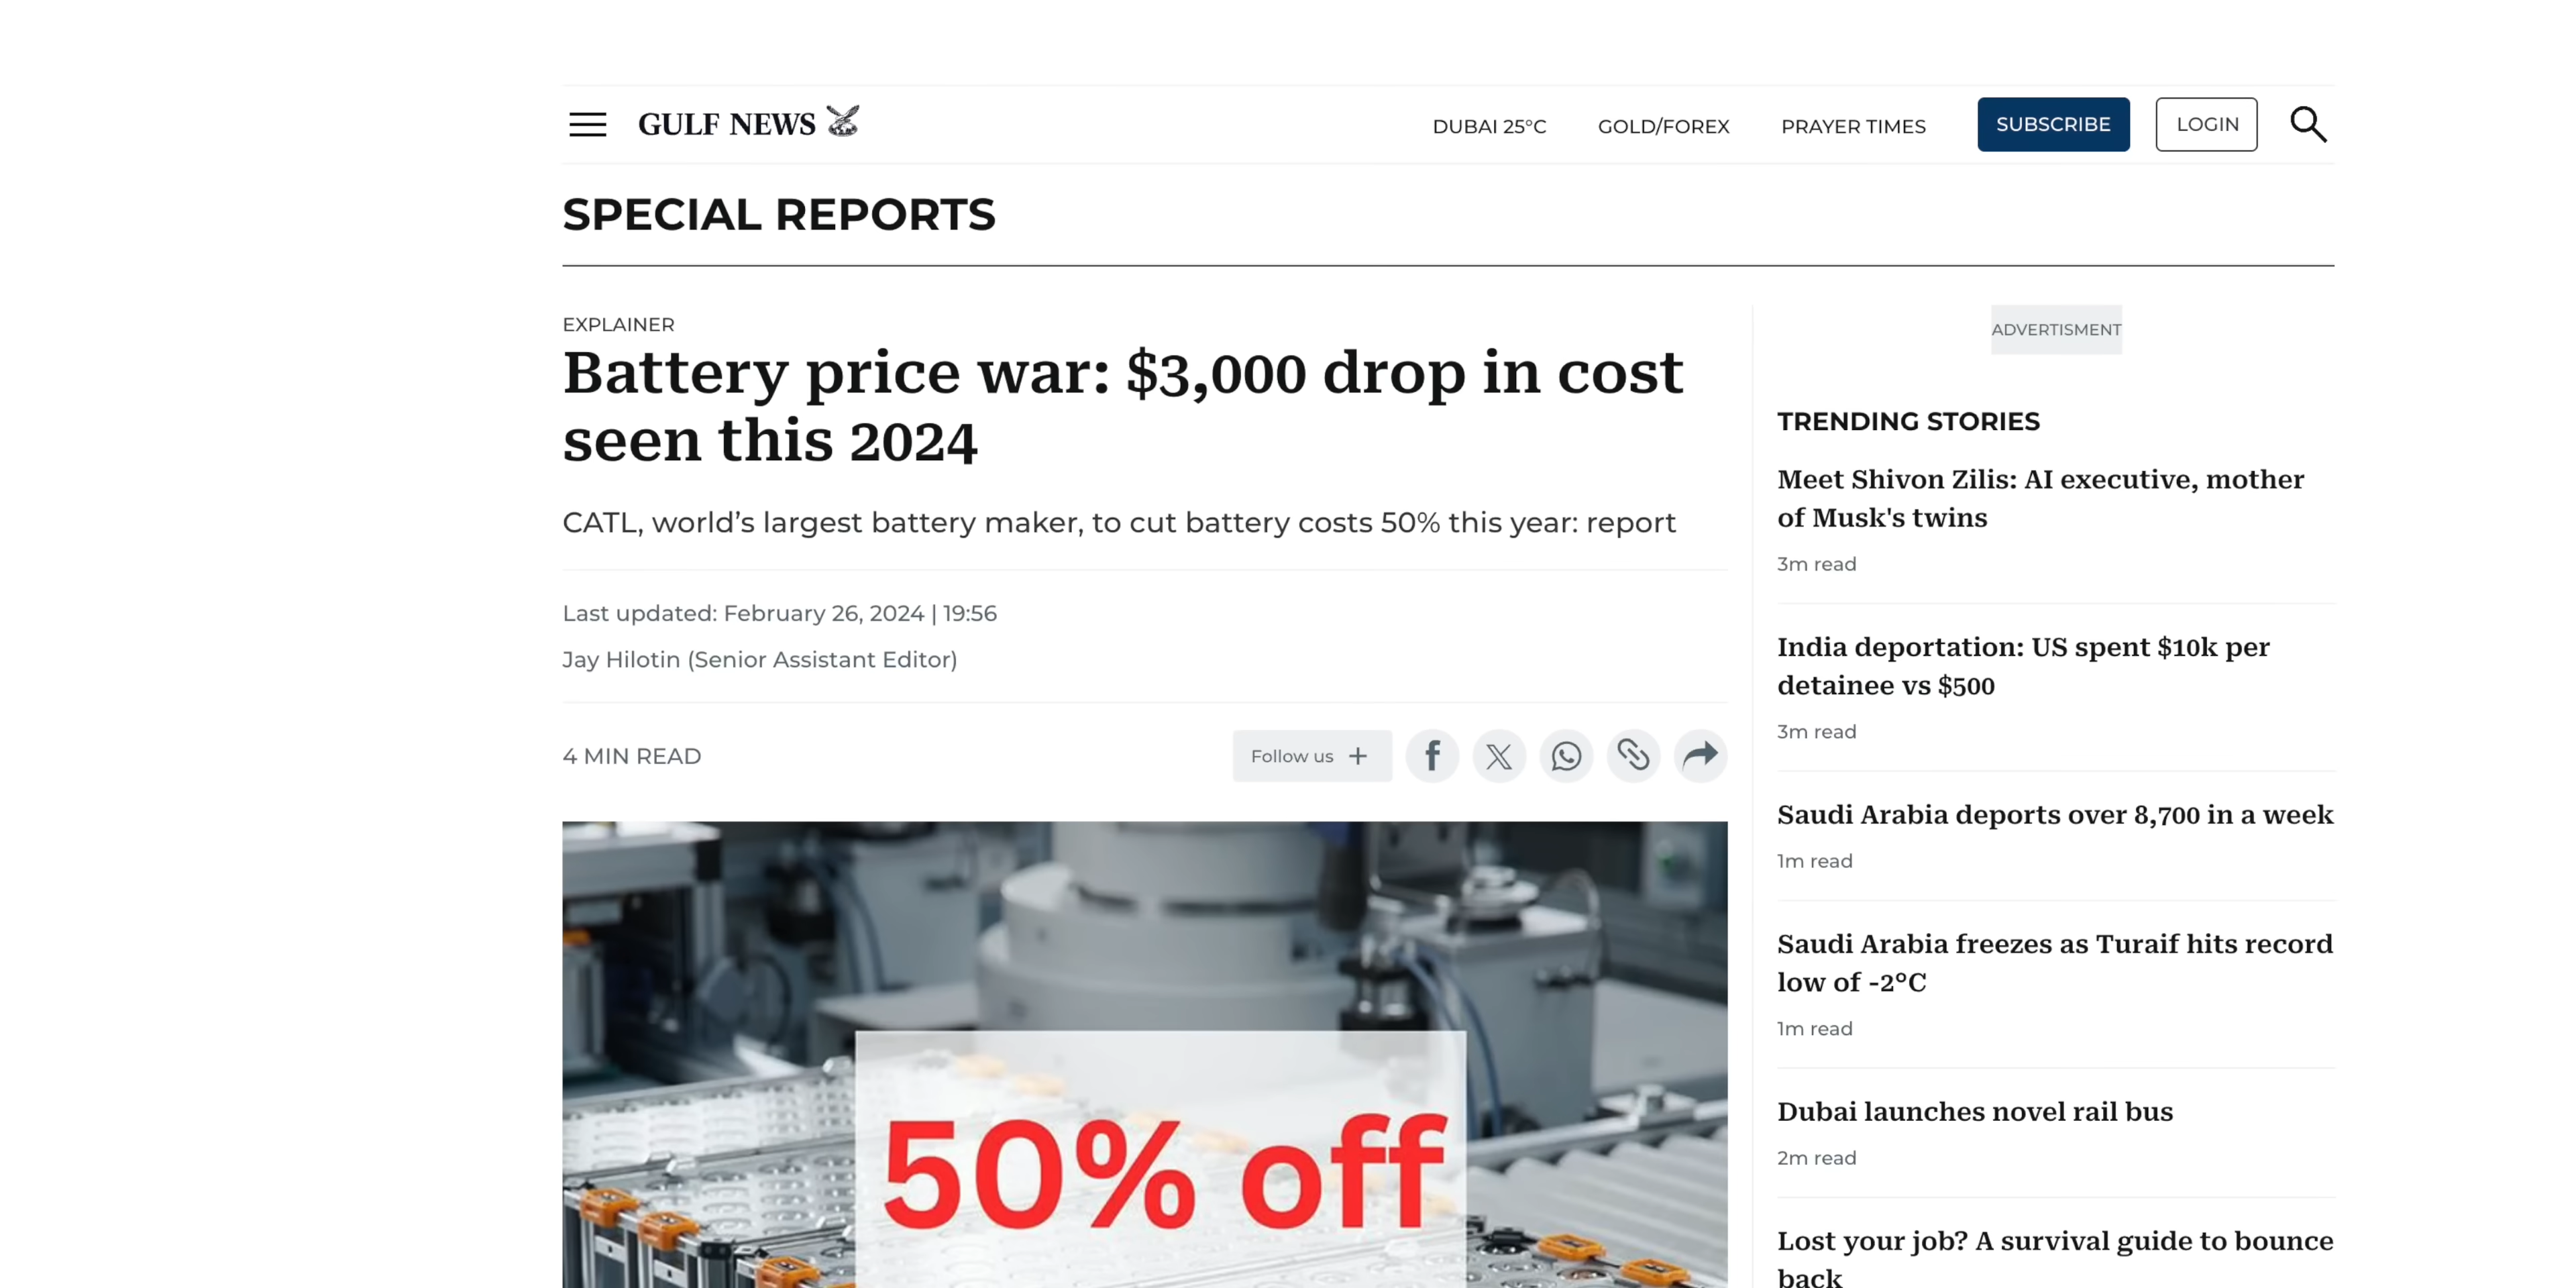 GULF NEWS
DUBAI 25°C
GOLD/FOREX
PRAYER TIMES
SUBSCRIBE
LOGIN
SPECIAL REPORTS
EXPLAINER
Battery price war: $3,000 drop in cost
seen this 2024
CATL, world's largest battery maker, to cut battery costs 50% this year: report
Last updated: February 26, 2024 | 19:56
Jay Hilotin (Senior Assistant Editor)
4 MIN READ
Follow us +
50% off
ADVERTISMENT
TRENDING STORIES
Meet Shivon Zilis: AI executive, mother
of Musk's twins
3m read
India deportation: US spent $10k per
detainee vs $500
3m read
Saudi Arabia deports over 8,700 in a week
1m read
Saudi Arabia freezes as Turaif hits record
low of -2°C
1m read
Dubai launches novel rail bus
2m read
Lost your job? A survival guide to bounce
back